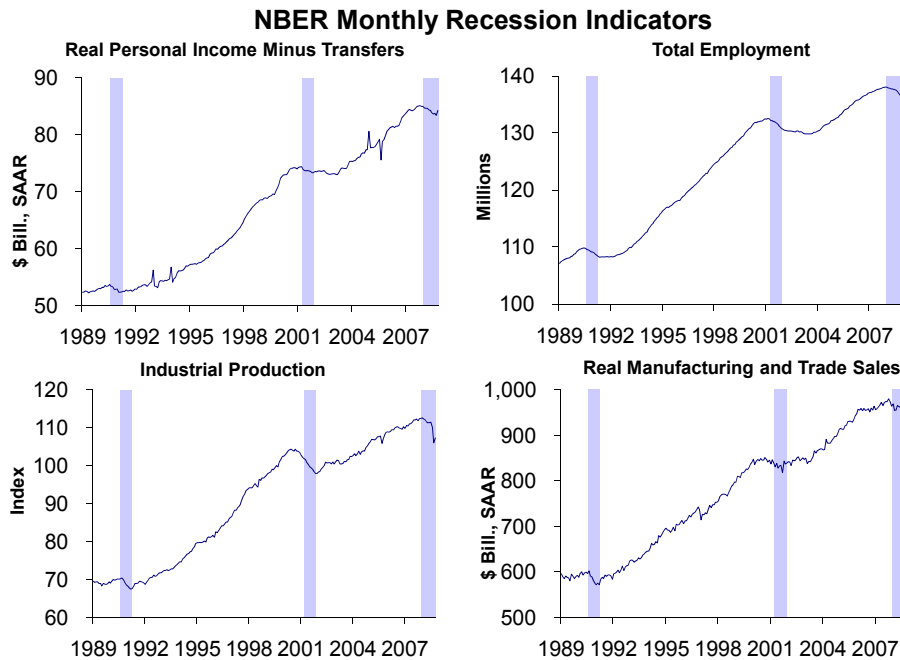 NBER Monthly Recession Indicators
Real Personal Income Minus Transfers
$ Bill., SAAR
90
80
70
60
50
1989 1992 1995 1998 2001 2004 2007
Total Employment
Millions
140
130
120
110
100
1989 1992 1995 1998 2001 2004 2007
Industrial Production
Index
120
110
100
90
80
70
60
1989 1992 1995 1998 2001 2004 2007
Real Manufacturing and Trade Sales
$ Bill., SAAR
1,000
900
800
700
600
500
1989 1992 1995 1998 2001 2004 2007